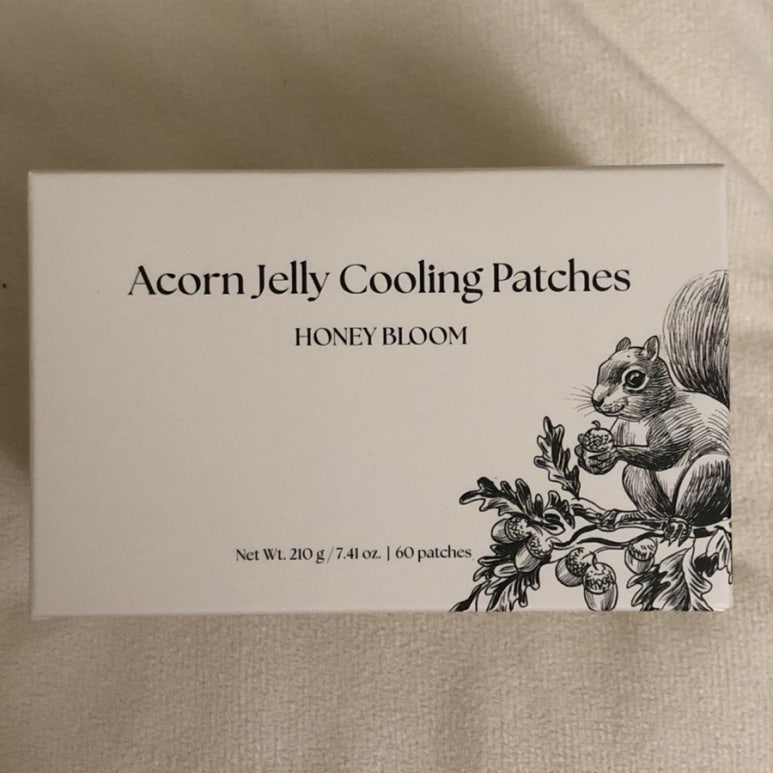 Acorn Jelly Cooling Patches
HONEY BLOOM
Net Wt. 210 g / 7.41 oz. | 60 patches